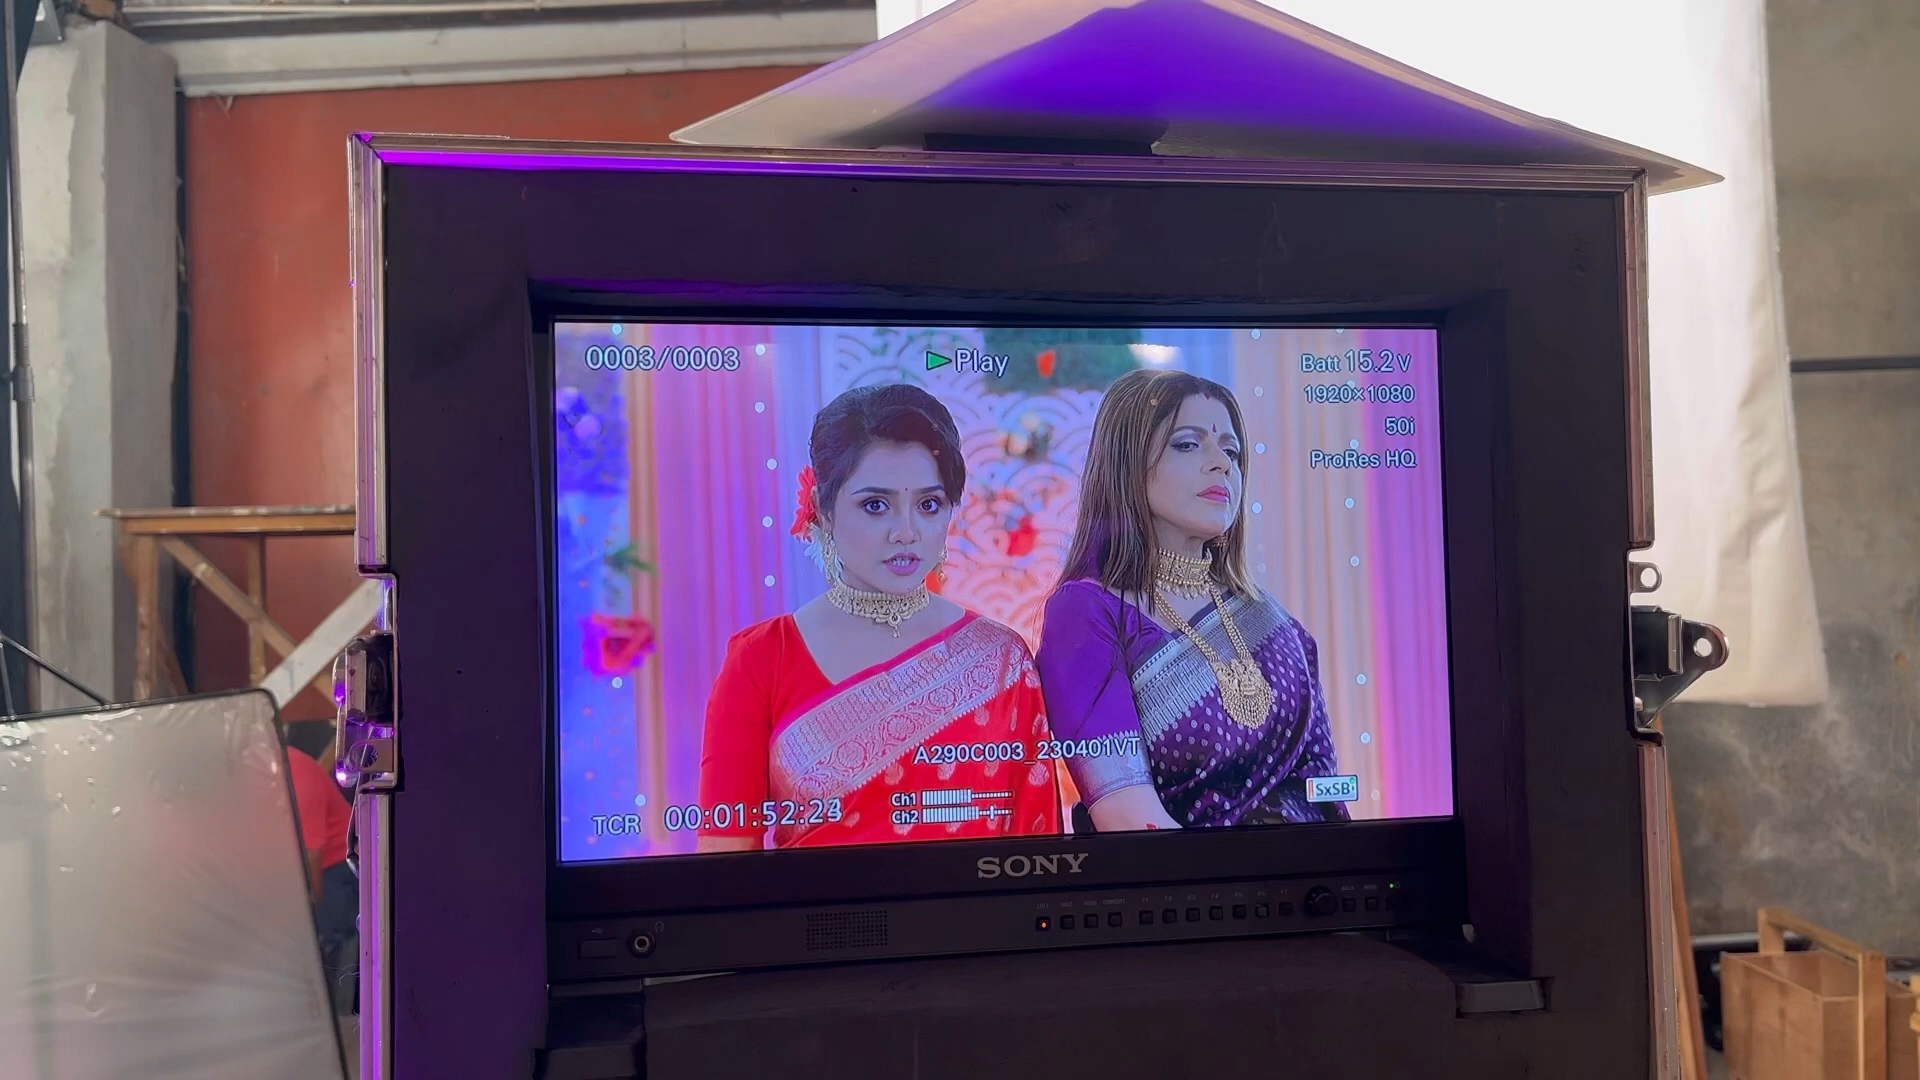 0003/0003
Play
Batt 15.2V
1920×1080
50i
ProRes HQ
A290C003_230401VT
SxSB
Ch1
Ch2
TCR 00:01:52:23
SONY